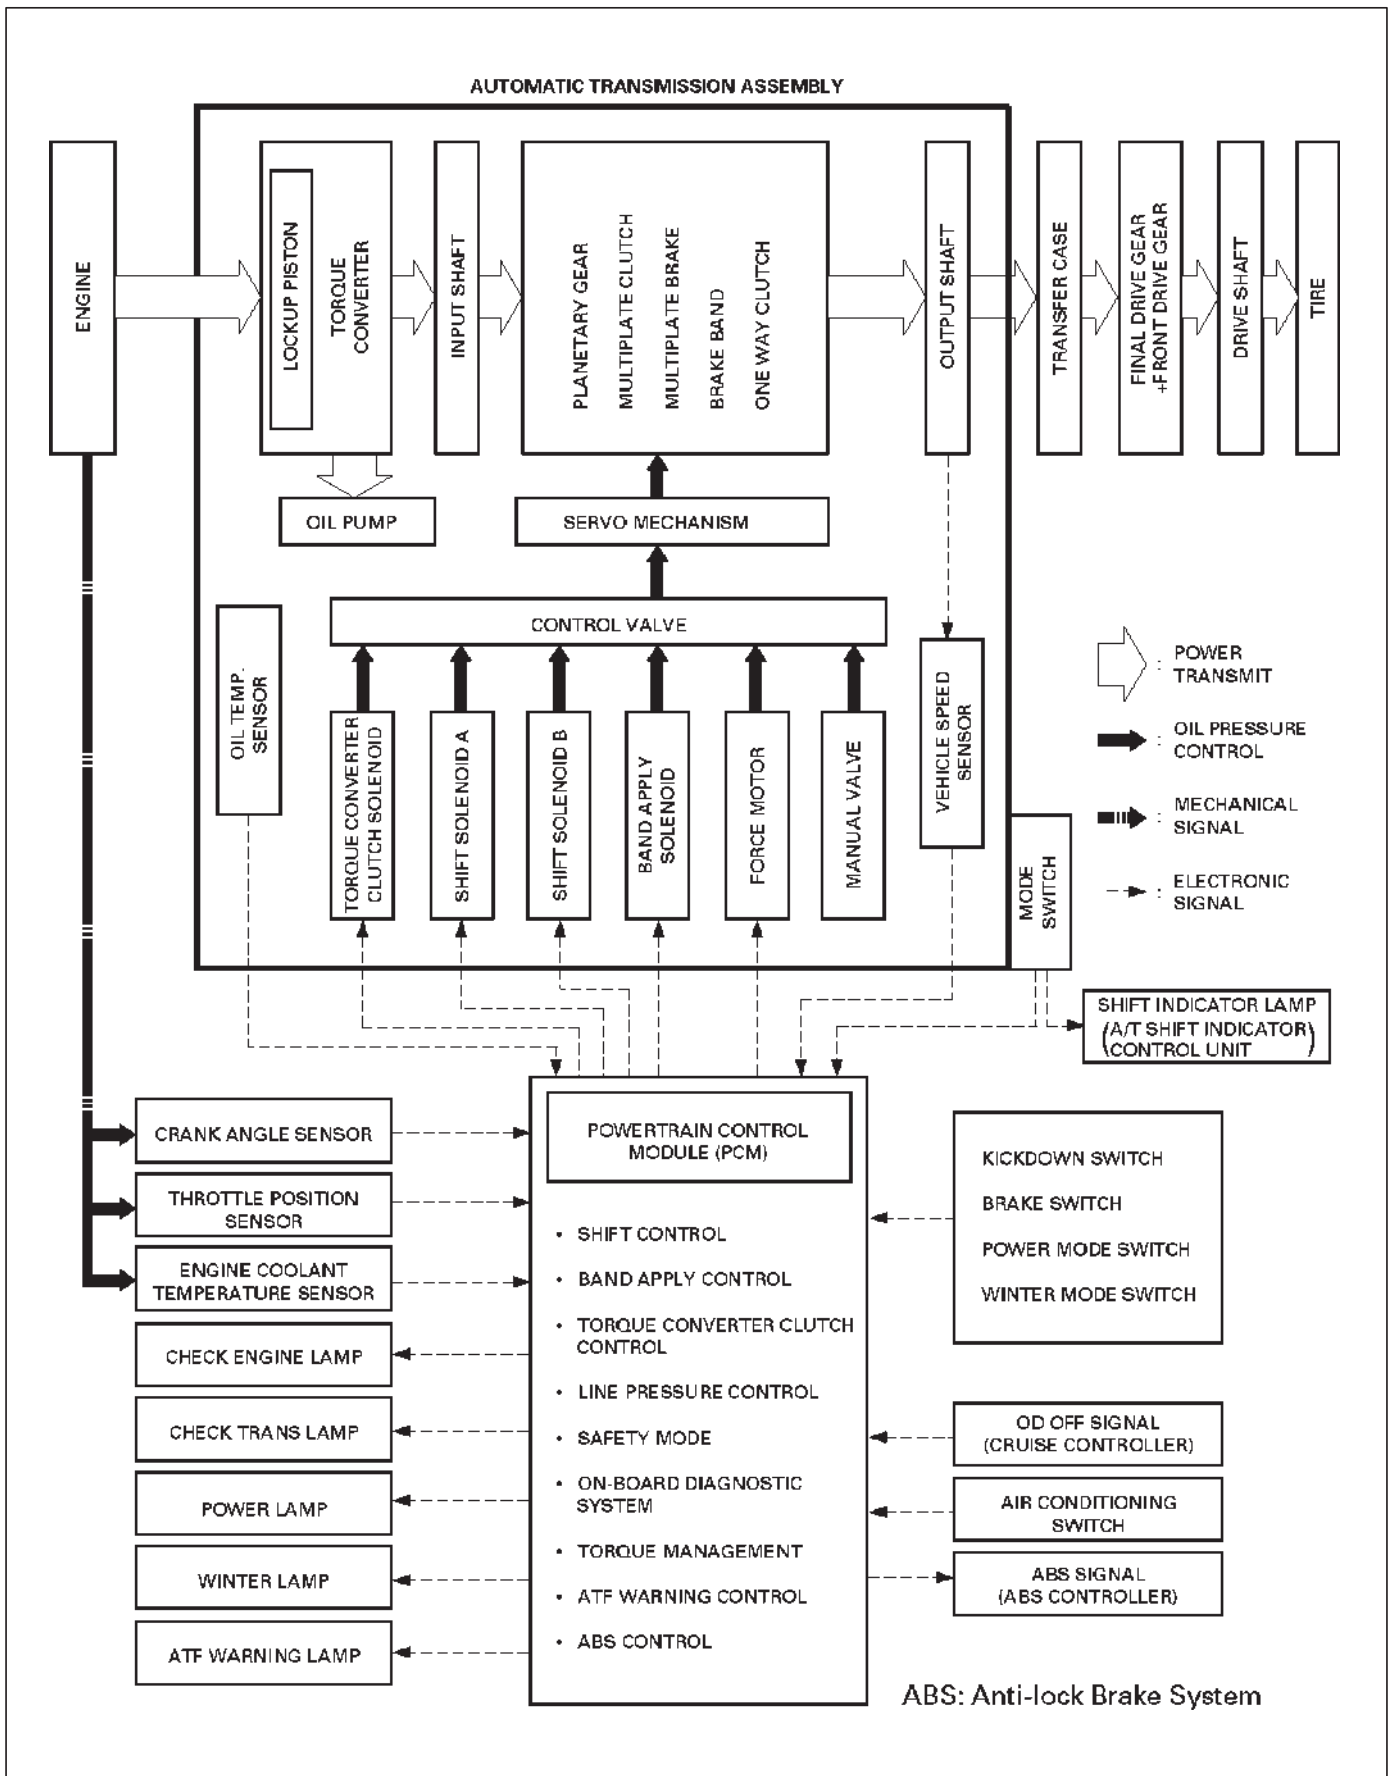 AUTOMATIC TRANSMISSION ASSEMBLY
ENGINE
LOCKUP PISTON
TORQUE
CONVERTER
INPUT SHAFT
PLANETARY GEAR
MULTIPLATE CLUTCH
MULTIPLATE BRAKE
BRAKE BAND
ONE WAY CLUTCH
OUTPUT SHAFT
TRANSFER CASE
FINAL DRIVE GEAR
+FRONT DRIVE GEAR
DRIVE SHAFT
TIRE
OIL PUMP
SERVO MECHANISM
CONTROL VALVE
OIL TEMP.
SENSOR
TORQUE CONVERTER
CLUTCH SOLENOID
SHIFT SOLENOID A
SHIFT SOLENOID B
BAND APPLY
SOLENOID
FORCE MOTOR
MANUAL VALVE
VEHICLE SPEED
SENSOR
MODE
SWITCH
: POWER
TRANSMIT
: OIL PRESSURE
CONTROL
: MECHANICAL
SIGNAL
: ELECTRONIC
SIGNAL
SHIFT INDICATOR LAMP
(A/T SHIFT INDICATOR
CONTROL UNIT)
CRANK ANGLE SENSOR
THROTTLE POSITION
SENSOR
ENGINE COOLANT
TEMPERATURE SENSOR
CHECK ENGINE LAMP
CHECK TRANS LAMP
POWER LAMP
WINTER LAMP
ATF WARNING LAMP
POWERTRAIN CONTROL
MODULE (PCM)
• SHIFT CONTROL
• BAND APPLY CONTROL
• TORQUE CONVERTER CLUTCH
CONTROL
• LINE PRESSURE CONTROL
• SAFETY MODE
• ON-BOARD DIAGNOSTIC
SYSTEM
• TORQUE MANAGEMENT
• ATF WARNING CONTROL
• ABS CONTROL
KICKDOWN SWITCH
BRAKE SWITCH
POWER MODE SWITCH
WINTER MODE SWITCH
OD OFF SIGNAL
(CRUISE CONTROLLER)
AIR CONDITIONING
SWITCH
ABS SIGNAL
(ABS CONTROLLER)
ABS: Anti-lock Brake System